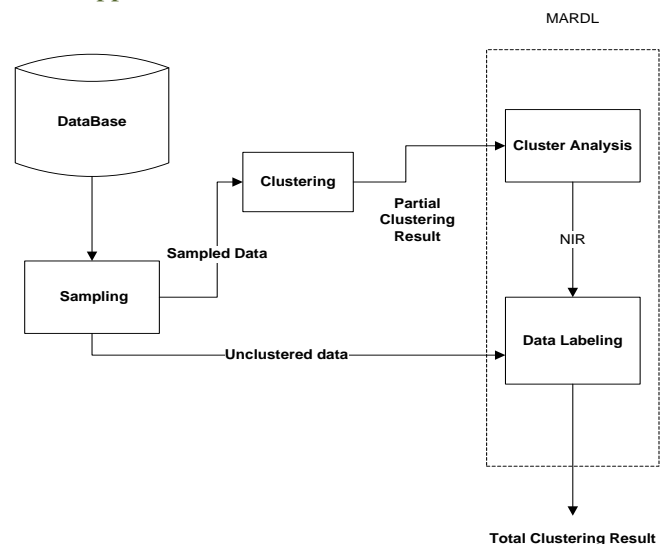 MARDL
DataBase
Cluster Analysis
Clustering
Partial
Clustering
Result
Sampled Data
NIR
Sampling
Data Labeling
Unclustered data
Total Clustering Result